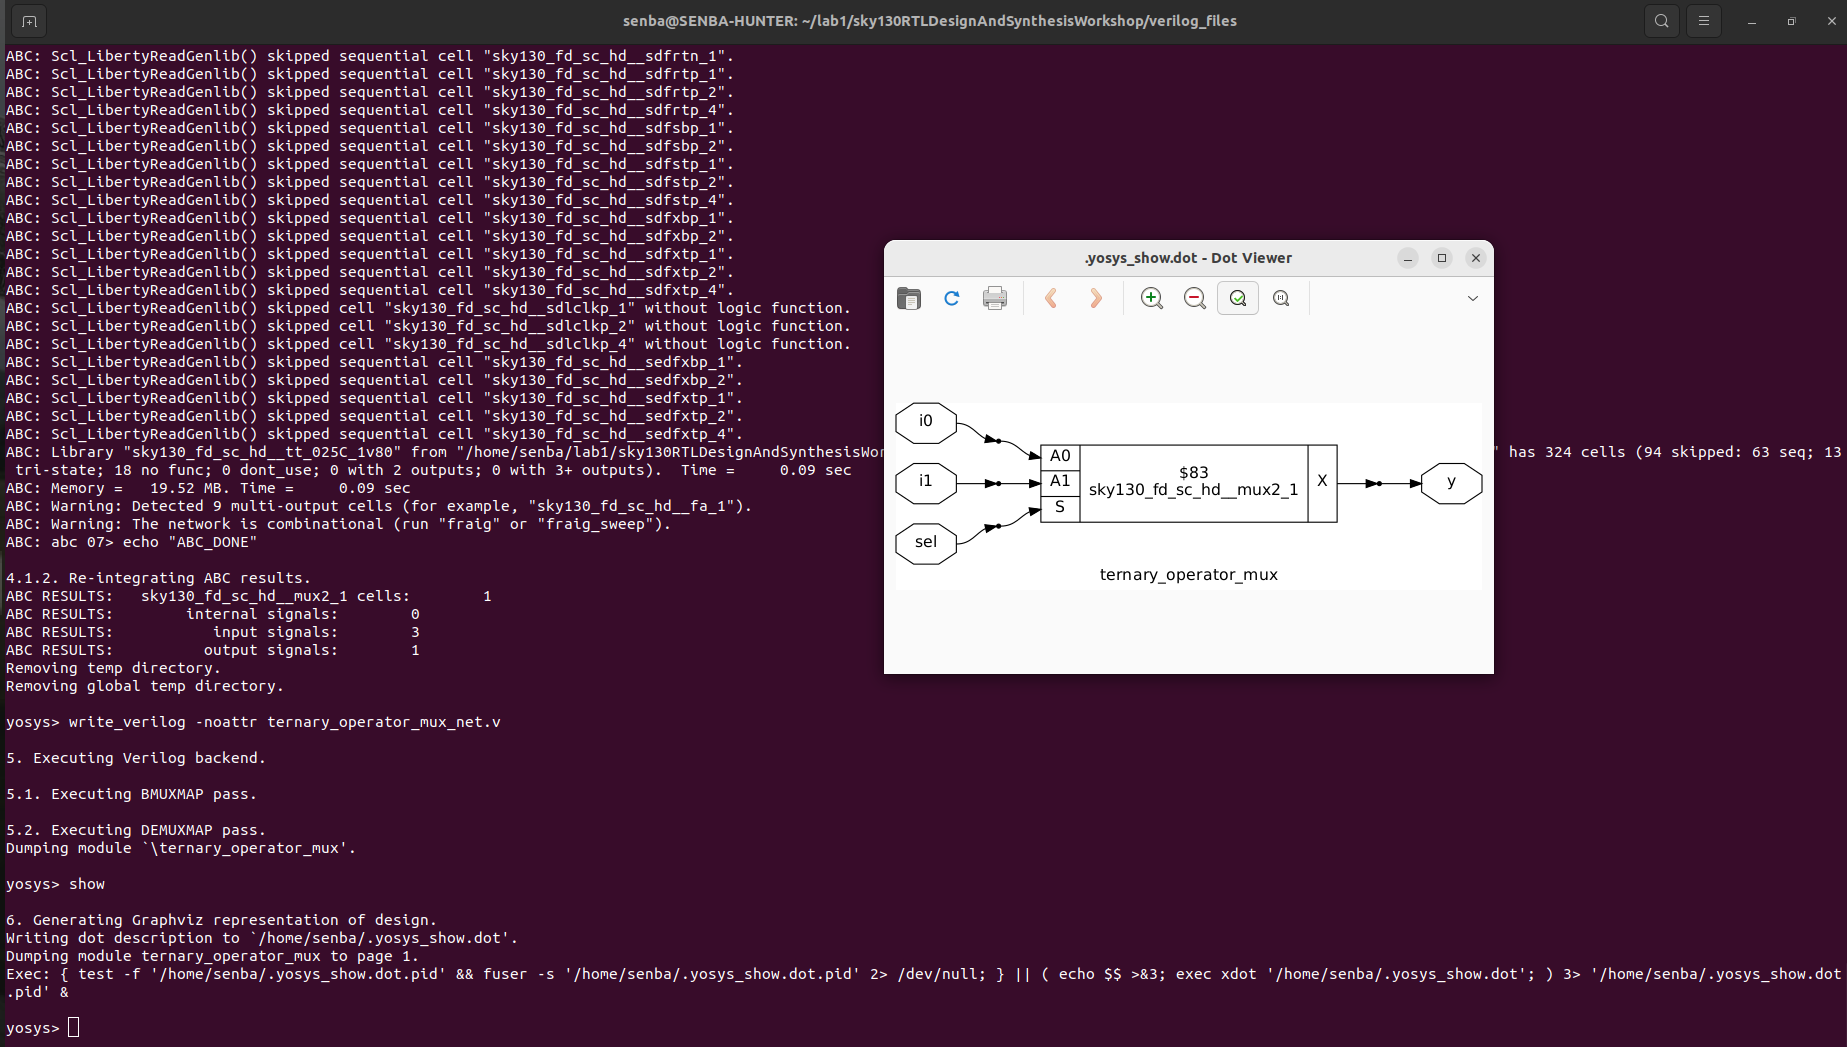 senba@SENBA-HUNTER: ~/lab1/sky130RTLDesignAndSynthesisWorkshop/verilog_files
ABC: Scl_LibertyReadGenlib() skipped sequential cell "sky130_fd_sc_hd__sdfrtn_1".
ABC: Scl_LibertyReadGenlib() skipped sequential cell "sky130_fd_sc_hd__sdfrtp_1".
ABC: Scl_LibertyReadGenlib() skipped sequential cell "sky130_fd_sc_hd__sdfrtp_2".
ABC: Scl_LibertyReadGenlib() skipped sequential cell "sky130_fd_sc_hd__sdfrtp_4".
ABC: Scl_LibertyReadGenlib() skipped sequential cell "sky130_fd_sc_hd__sdfsbp_1".
ABC: Scl_LibertyReadGenlib() skipped sequential cell "sky130_fd_sc_hd__sdfsbp_2".
ABC: Scl_LibertyReadGenlib() skipped sequential cell "sky130_fd_sc_hd__sdfstp_1".
ABC: Scl_LibertyReadGenlib() skipped sequential cell "sky130_fd_sc_hd__sdfstp_2".
ABC: Scl_LibertyReadGenlib() skipped sequential cell "sky130_fd_sc_hd__sdfstp_4".
ABC: Scl_LibertyReadGenlib() skipped sequential cell "sky130_fd_sc_hd__sdfxbp_1".
ABC: Scl_LibertyReadGenlib() skipped sequential cell "sky130_fd_sc_hd__sdfxbp_2".
ABC: Scl_LibertyReadGenlib() skipped sequential cell "sky130_fd_sc_hd__sdfxtp_1".
ABC: Scl_LibertyReadGenlib() skipped sequential cell "sky130_fd_sc_hd__sdfxtp_2".
ABC: Scl_LibertyReadGenlib() skipped sequential cell "sky130_fd_sc_hd__sdfxtp_4".
ABC: Scl_LibertyReadGenlib() skipped cell "sky130_fd_sc_hd__sdlclkp_1" without logic function.
ABC: Scl_LibertyReadGenlib() skipped cell "sky130_fd_sc_hd__sdlclkp_2" without logic function.
ABC: Scl_LibertyReadGenlib() skipped cell "sky130_fd_sc_hd__sdlclkp_4" without logic function.
ABC: Scl_LibertyReadGenlib() skipped sequential cell "sky130_fd_sc_hd__sedfxbp_1".
ABC: Scl_LibertyReadGenlib() skipped sequential cell "sky130_fd_sc_hd__sedfxbp_2".
ABC: Scl_LibertyReadGenlib() skipped sequential cell "sky130_fd_sc_hd__sedfxtp_1".
ABC: Scl_LibertyReadGenlib() skipped sequential cell "sky130_fd_sc_hd__sedfxtp_2".
ABC: Scl_LibertyReadGenlib() skipped sequential cell "sky130_fd_sc_hd__sedfxtp_4".
ABC: Library "sky130_fd_sc_hd__tt_025C_1v80" from "/home/senba/lab1/sky130RTLDesignAndSynthesisWor " has 324 cells (94 skipped: 63 seq; 13
tri-state; 18 no func; 0 dont_use; 0 with 2 outputs; 0 with 3+ outputs). Time = 0.09 sec
ABC: Memory = 19.52 MB. Time = 0.09 sec
ABC: Warning: Detected 9 multi-output cells (for example, "sky130_fd_sc_hd__fa_1").
ABC: Warning: The network is combinational (run "fraig" or "fraig_sweep").
ABC: abc 07> echo "ABC_DONE"
4.1.2. Re-integrating ABC results.
ABC RESULTS: sky130_fd_sc_hd__mux2_1 cells: 1
ABC RESULTS: internal signals: 0
ABC RESULTS: input signals: 3
ABC RESULTS: output signals: 1
Removing temp directory.
Removing global temp directory.
yosys> write_verilog -noattr ternary_operator_mux_net.v
5. Executing Verilog backend.
5.1. Executing BMUXMAP pass.
5.2. Executing DEMUXMAP pass.
Dumping module `\ternary_operator_mux'.
yosys> show
6. Generating Graphviz representation of design.
Writing dot description to `/home/senba/.yosys_show.dot'.
Dumping module ternary_operator_mux to page 1.
Exec: { test -f '/home/senba/.yosys_show.dot.pid' && fuser -s '/home/senba/.yosys_show.dot.pid' 2> /dev/null; } || ( echo $$ >&3; exec xdot '/home/senba/.yosys_show.dot'; ) 3> '/home/senba/.yosys_show.dot
.pid' &
yosys>
.yosys_show.dot - Dot Viewer
i0
i1
sel
A0
A1
S
$83
sky130_fd_sc_hd__mux2_1
X
y
ternary_operator_mux